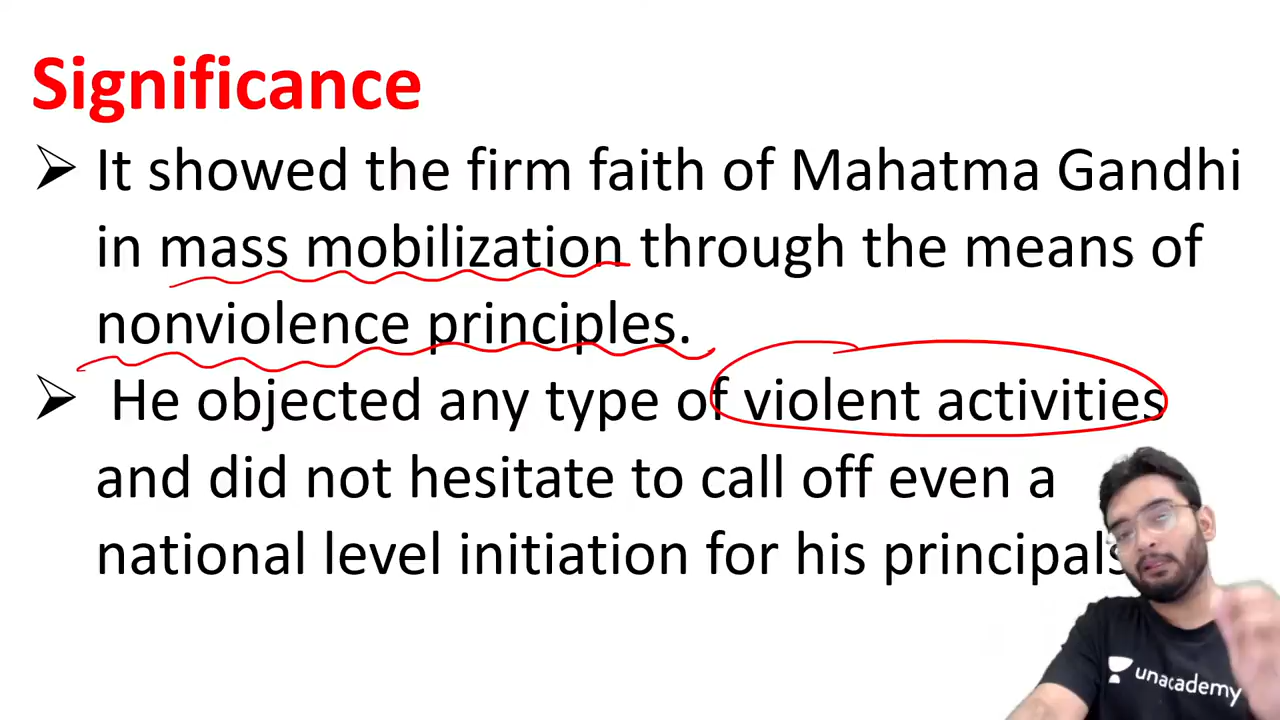 Significance
➢ It showed the firm faith of Mahatma Gandhi
in mass mobilization through the means of
nonviolence principles.
➢ He objected any type of violent activities
and did not hesitate to call off even a
national level initiation for his principals
unacademy